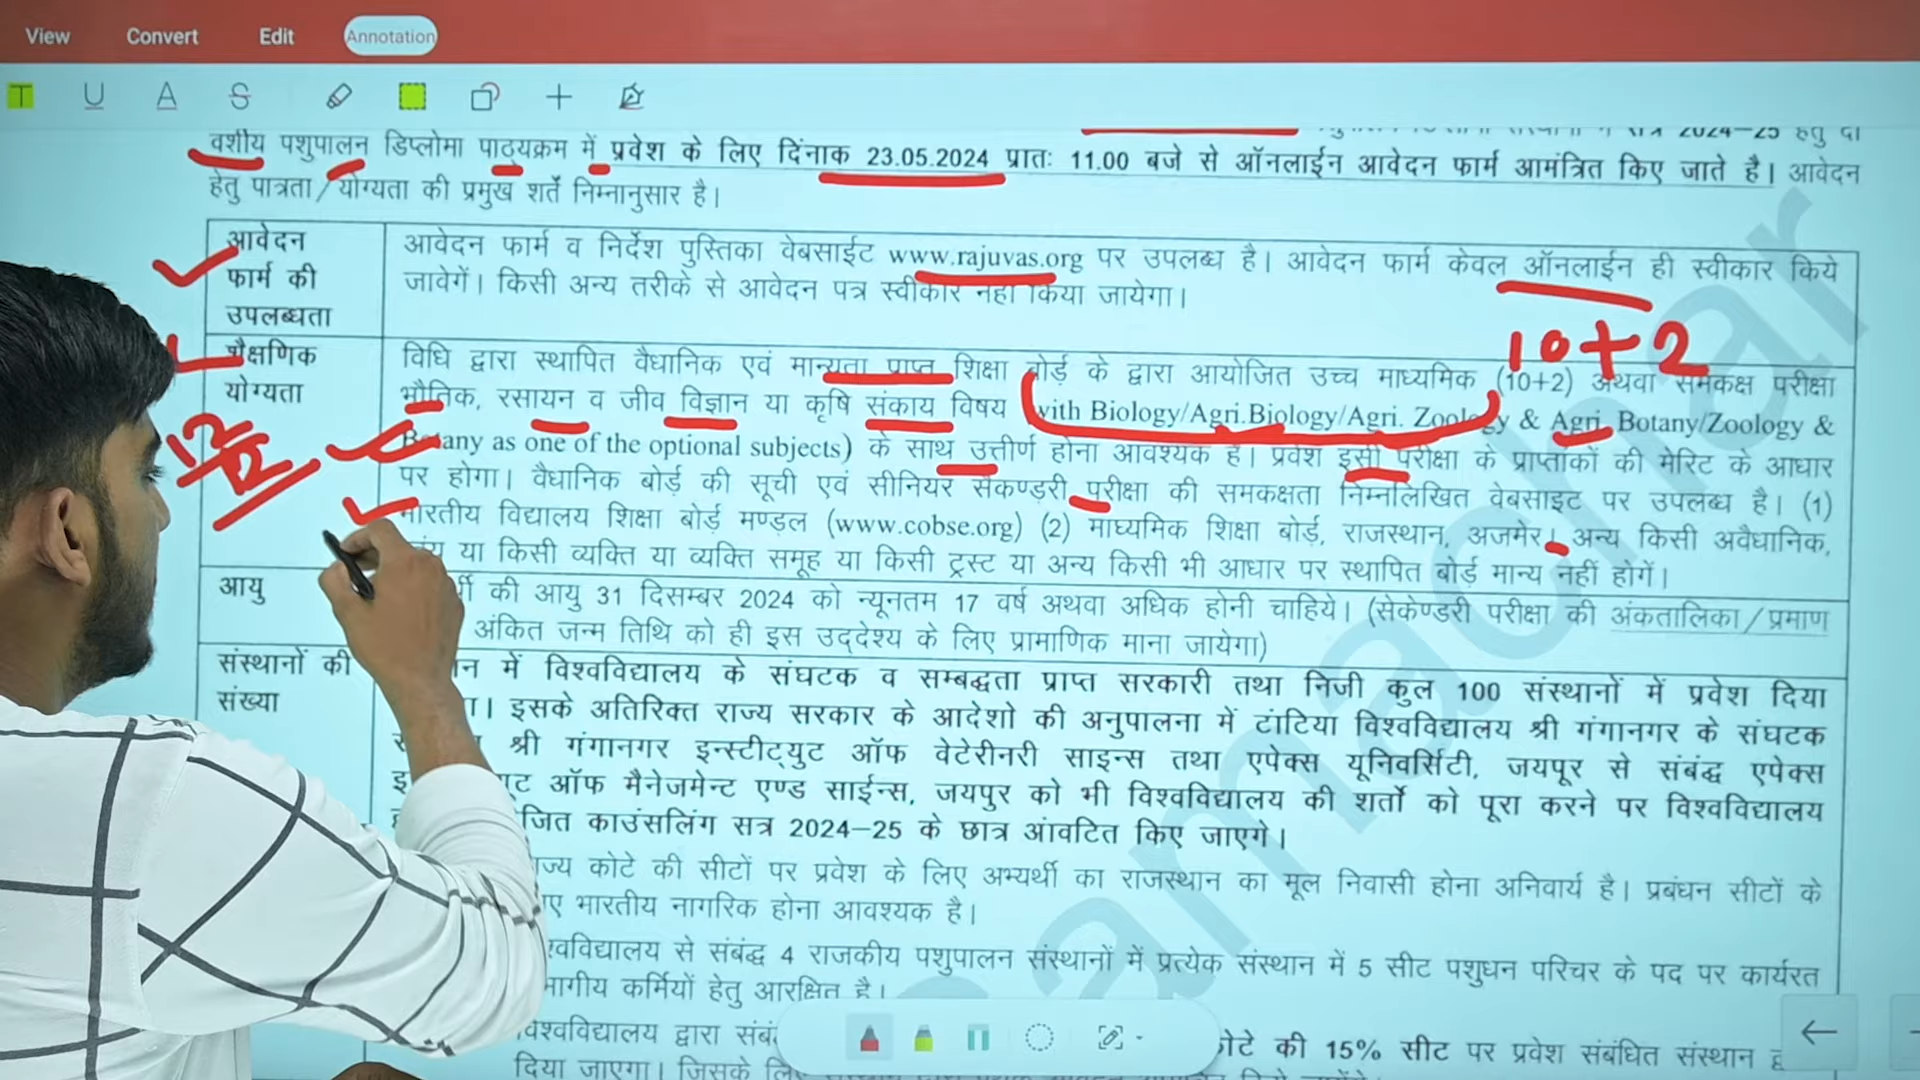 View Convert Edit Annotation
T U A S
2024-25 हेतु दो
वर्शीय पशुपालन डिप्लोमा पाठ्यक्रम में प्रवेश के लिए दिंनाक 23.05.2024 प्रातः 11.00 बजे से ऑनलाईन आवेदन फार्म आमंत्रित किए जाते है। आवेदन
हेतु पात्रता/योग्यता की प्रमुख शर्तें निम्नानुसार है।
आवेदन
फार्म की
उपलब्धता
आवेदन फार्म व निर्देश पुस्तिका वेबसाईट www.rajuvas.org पर उपलब्ध है। आवेदन फार्म केवल ऑनलाईन ही स्वीकार किये
जावेगें। किसी अन्य तरीके से आवेदन पत्र स्वीकार नहीं किया जायेगा।
10+2
शैक्षणिक
योग्यता
12
12
विधि द्वारा स्थापित वैधानिक एवं मान्यता प्राप्त शिक्षा बोर्ड के द्वारा आयोजित उच्च माध्यमिक (10+2) अथवा समकक्ष परीक्षा
भौतिक, रसायन व जीव विज्ञान या कृषि संकाय विषय with Biology/Agri.Biology/Agri. Zoology & Agri. Botany/Zoology &
Botany as one of the optional subjects) के साथ उत्तीर्ण होना आवश्यक है। प्रवेश इसी परीक्षा के प्राप्तांकों की मेरिट के आधार
पर होगा। वैधानिक बोर्ड की सूची एवं सीनियर सैकण्ड्री परीक्षा की समकक्षता निम्नलिखित वेबसाइट पर उपलब्ध है। (1)
भारतीय विद्यालय शिक्षा बोर्ड मण्डल (www.cobse.org) (2) माध्यमिक शिक्षा बोर्ड, राजस्थान, अजमेर। अन्य किसी अवैधानिक,
या किसी व्यक्ति या व्यक्ति समूह या किसी ट्रस्ट या अन्य किसी भी आधार पर स्थापित बोर्ड मान्य नहीं होगें।
आयु
की आयु 31 दिसम्बर 2024 को न्यूनतम 17 वर्ष अथवा अधिक होनी चाहिये। (सेकेण्डरी परीक्षा की अंकतालिका/प्रमाण
अंकित जन्म तिथि को ही इस उद्देश्य के लिए प्रामाणिक माना जायेगा)
संस्थानों की
संख्या
में विश्वविद्यालय के संघटक व सम्बद्धता प्राप्त सरकारी तथा निजी कुल 100 संस्थानों में प्रवेश दिया
इसके अतिरिक्त राज्य सरकार के आदेशो की अनुपालना में टांटिया विश्वविद्यालय श्री गंगानगर के संघटक
श्री गंगानगर इन्स्टीट्युट ऑफ वेटेरीनरी साइन्स तथा एपेक्स यूनिवर्सिटी, जयपूर से संबंद्ध एपेक्स
ऑफ मैनेजमेन्ट एण्ड साईन्स, जयपुर को भी विश्वविद्यालय की शर्तों को पूरा करने पर विश्वविद्यालय
काउंसलिंग सत्र 2024-25 के छात्र आंवटित किए जाएगे।
कोटे की सीटों पर प्रवेश के लिए अभ्यर्थी का राजस्थान का मूल निवासी होना अनिवार्य है। प्रबंधन सीटों के
भारतीय नागरिक होना आवश्यक है।
से संबंद्ध 4 राजकीय पशुपालन संस्थानों में प्रत्येक संस्थान में 5 सीट पशुधन परिचर के पद पर कार्यरत
कर्मियों हेतु आरक्षित है।
विश्वविद्यालय द्वारा की 15% सीट पर प्रवेश संबंधित संस्थान
दिया जाएगा। जिसके
amachar